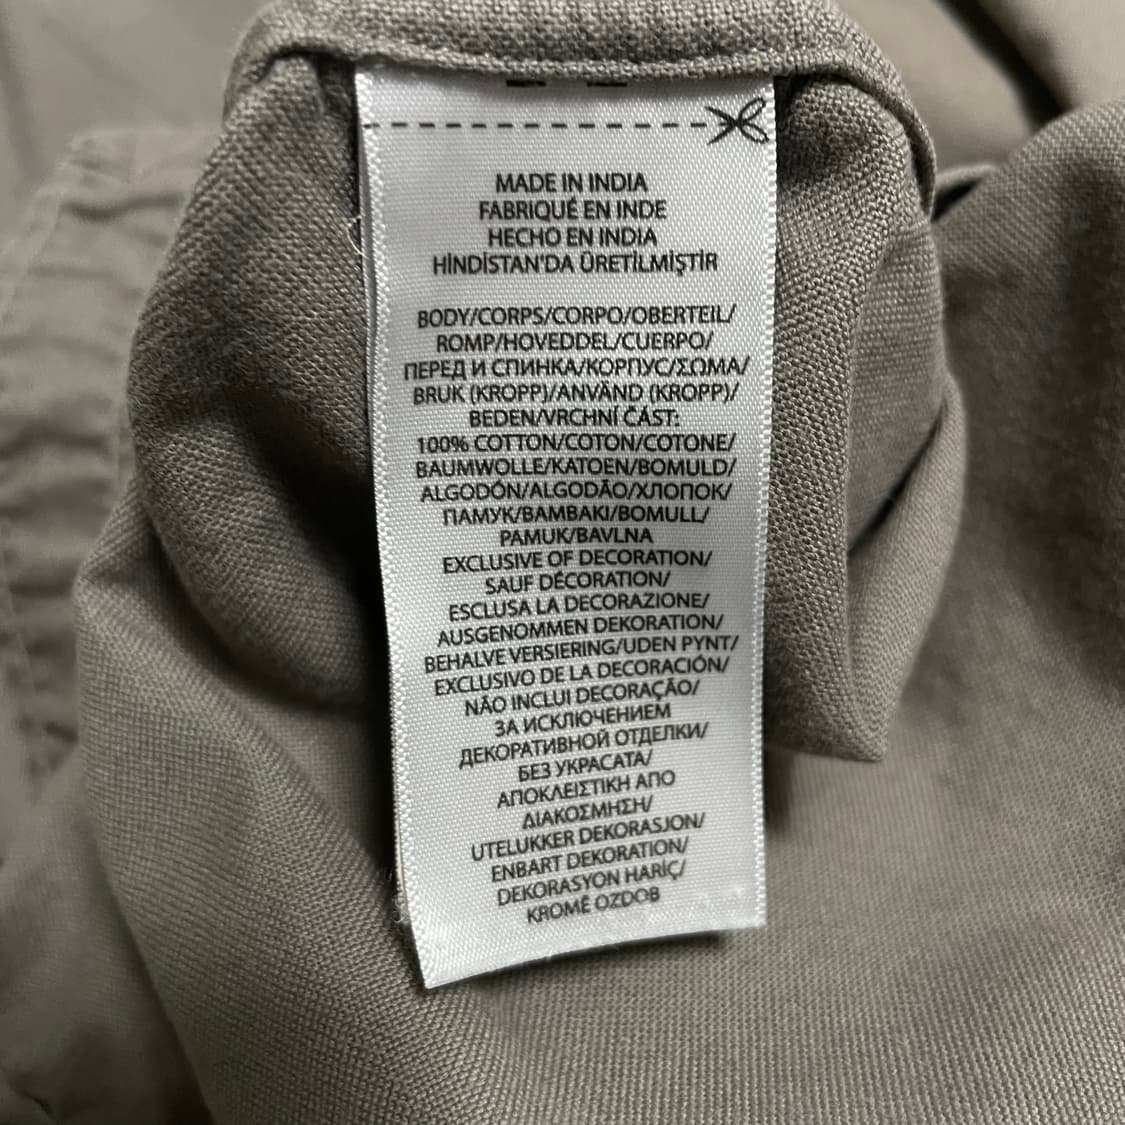 MADE IN INDIA
FABRIQUÉ EN INDE
HECHO EN INDIA
HİNDİSTAN'DA ÜRETİLMİŞTİR
BODY/CORPS/CORPO/OBERTEIL/
ROMP/HOVEDDEL/CUERPO/
ПЕРЕД И СПИНКА/КОРПУС/ΣΩΜΑ/
BRUK (KROPP)/ANVÄND (KROPP)/
BEDEN/VRCHNÍ ČÁST:
100% COTTON/COTON/COTONE/
BAUMWOLLE/KATOEN/BOMULD/
ALGODÓN/ALGODÃO/ХЛОПОК/
ПАМУК/ΒΑΜΒΑΚΙ/BOMULL/
PAMUK/BAVLNA
EXCLUSIVE OF DECORATION/
SAUF DÉCORATION/
ESCLUSA LA DECORAZIONE/
AUSGENOMMEN DEKORATION/
BEHALVE VERSIERING/UDEN PYNT/
EXCLUSIVO DE LA DECORACIÓN/
NÃO INCLUI DECORAÇÃO/
ЗА ИСКЛЮЧЕНИЕМ
ДЕКОРАТИВНОЙ ОТДЕЛКИ/
БЕЗ УКРАСАТА/
ΑΠΟΚΛΕΙΣΤΙΚΗ ΑΠΟ
ΔΙΑΚΟΣΜΗΣΗ/
UTELUKKER DEKORASJON/
ENBART DEKORATION/
DEKORASYON HARİÇ/
KROMĚ OZDOB